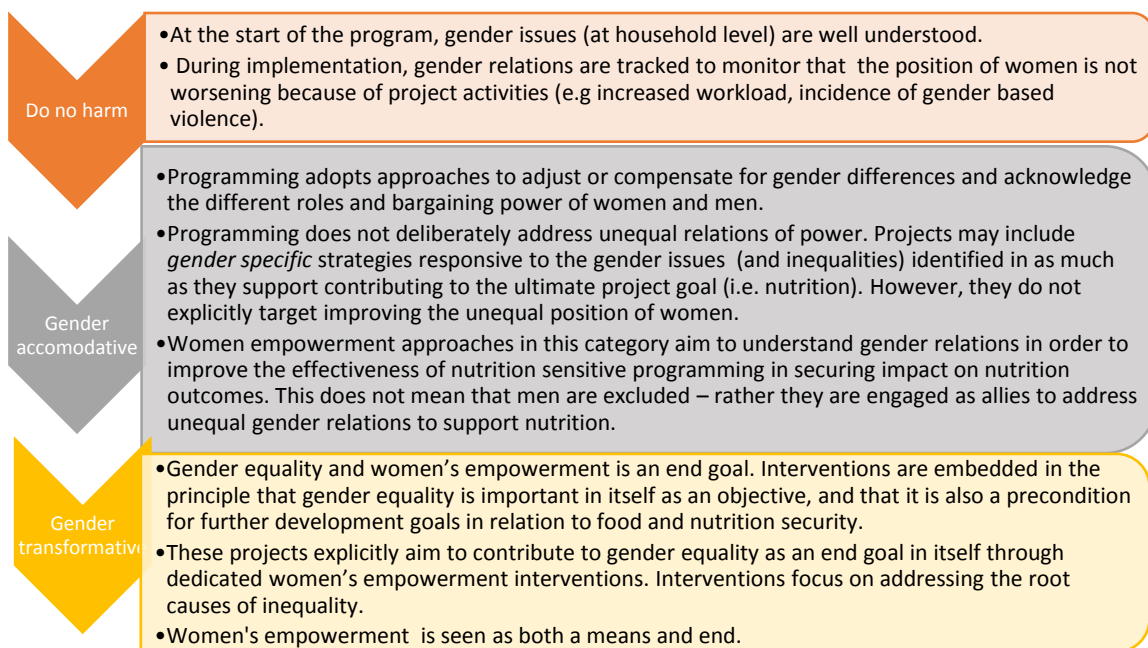 Do no harm
•At the start of the program, gender issues (at household level) are well understood.
• During implementation, gender relations are tracked to monitor that the position of women is not
worsening because of project activities (e.g increased workload, incidence of gender based
violence).
Gender
accomodative
•Programming adopts approaches to adjust or compensate for gender differences and acknowledge
the different roles and bargaining power of women and men.
•Programming does not deliberately address unequal relations of power. Projects may include
gender specific strategies responsive to the gender issues (and inequalities) identified in as much
as they support contributing to the ultimate project goal (i.e. nutrition). However, they do not
explicitly target improving the unequal position of women.
•Women empowerment approaches in this category aim to understand gender relations in order to
improve the effectiveness of nutrition sensitive programming in securing impact on nutrition
outcomes. This does not mean that men are excluded – rather they are engaged as allies to address
unequal gender relations to support nutrition.
Gender
transformative
•Gender equality and women’s empowerment is an end goal. Interventions are embedded in the
principle that gender equality is important in itself as an objective, and that it is also a precondition
for further development goals in relation to food and nutrition security.
•These projects explicitly aim to contribute to gender equality as an end goal in itself through
dedicated women’s empowerment interventions. Interventions focus on addressing the root
causes of inequality.
•Women's empowerment is seen as both a means and end.